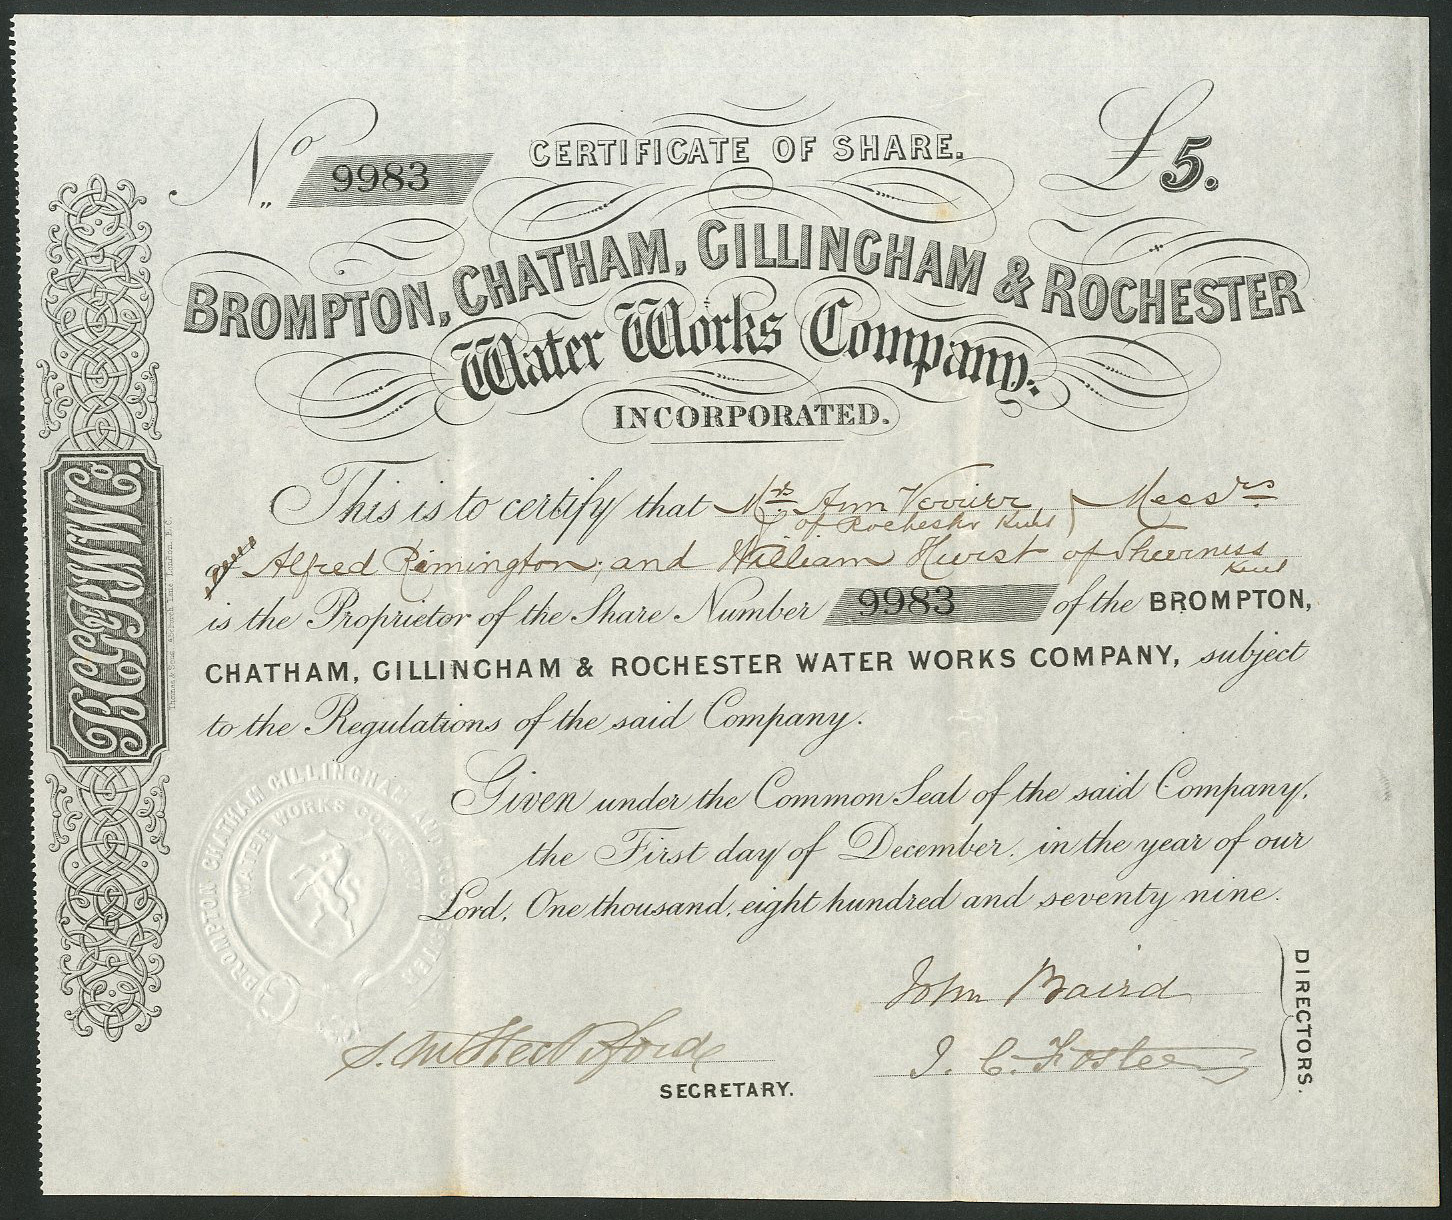 No. 9983
CERTIFICATE OF SHARE.
£5.
BROMPTON, CHATHAM, GILLINGHAM & ROCHESTER
Water Works Company.
INCORPORATED.
This is to certify that Mrs Ann of Rochester Kent } Messrs
Alfred Rimington, and William Hurst of Sheerness Kent
is the Proprietor of the Share Number 9983 of the BROMPTON,
CHATHAM, GILLINGHAM & ROCHESTER WATER WORKS COMPANY, subject
to the Regulations of the said Company.
Given under the Common Seal of the said Company,
the First day of December, in the year of our
Lord, One thousand, eight hundred and seventy nine.
John Baird
J. C. Foster
DIRECTORS.
SECRETARY.
BCG&RWWCo.
BROMPTON CHATHAM GILLINGHAM AND ROCHESTER
WATER WORKS COMPANY